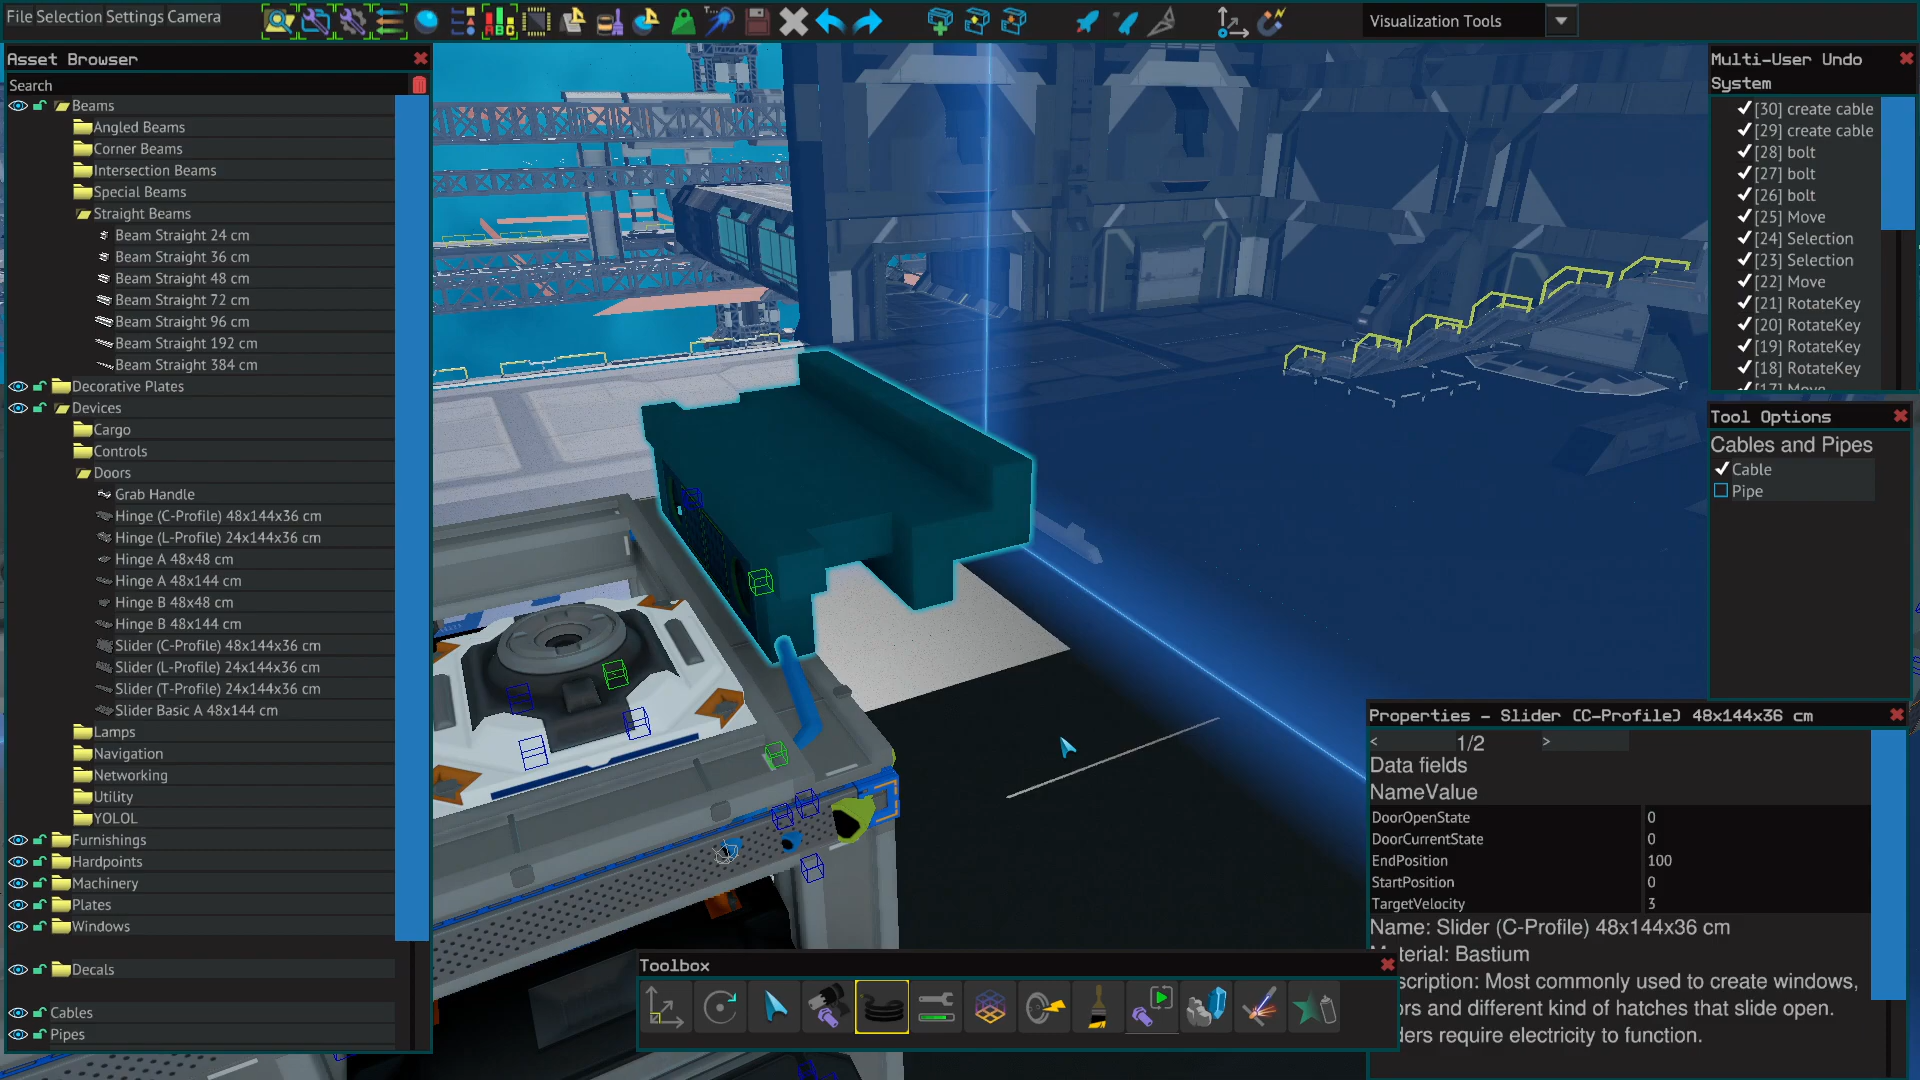 File Selection Settings Camera
ABC
Visualization Tools
Asset Browser
Search
Beams
Angled Beams
Corner Beams
Intersection Beams
Special Beams
Straight Beams
Beam Straight 24 cm
Beam Straight 36 cm
Beam Straight 48 cm
Beam Straight 72 cm
Beam Straight 96 cm
Beam Straight 192 cm
Beam Straight 384 cm
Decorative Plates
Devices
Cargo
Controls
Doors
Grab Handle
Hinge (C-Profile) 48x144x36 cm
Hinge (L-Profile) 24x144x36 cm
Hinge A 48x48 cm
Hinge A 48x144 cm
Hinge B 48x48 cm
Hinge B 48x144 cm
Slider (C-Profile) 48x144x36 cm
Slider (L-Profile) 24x144x36 cm
Slider (T-Profile) 24x144x36 cm
Slider Basic A 48x144 cm
Lamps
Navigation
Networking
Utility
YOLOL
Furnishings
Hardpoints
Machinery
Plates
Windows
Decals
Cables
Pipes
Multi-User Undo
System
[30] create cable
[29] create cable
[28] bolt
[27] bolt
[26] bolt
[25] Move
[24] Selection
[23] Selection
[22] Move
[21] RotateKey
[20] RotateKey
[19] RotateKey
[18] RotateKey
[17] Move
Tool Options
Cables and Pipes
Cable
Pipe
Properties - Slider (C-Profile) 48x144x36 cm
< 1/2 >
Data fields
NameValue
DoorOpenState 0
DoorCurrentState 0
EndPosition 100
StartPosition 0
TargetVelocity 3
Name: Slider (C-Profile) 48x144x36 cm
terial: Bastium
scription: Most commonly used to create windows,
ors and different kind of hatches that slide open.
ders require electricity to function.
Toolbox